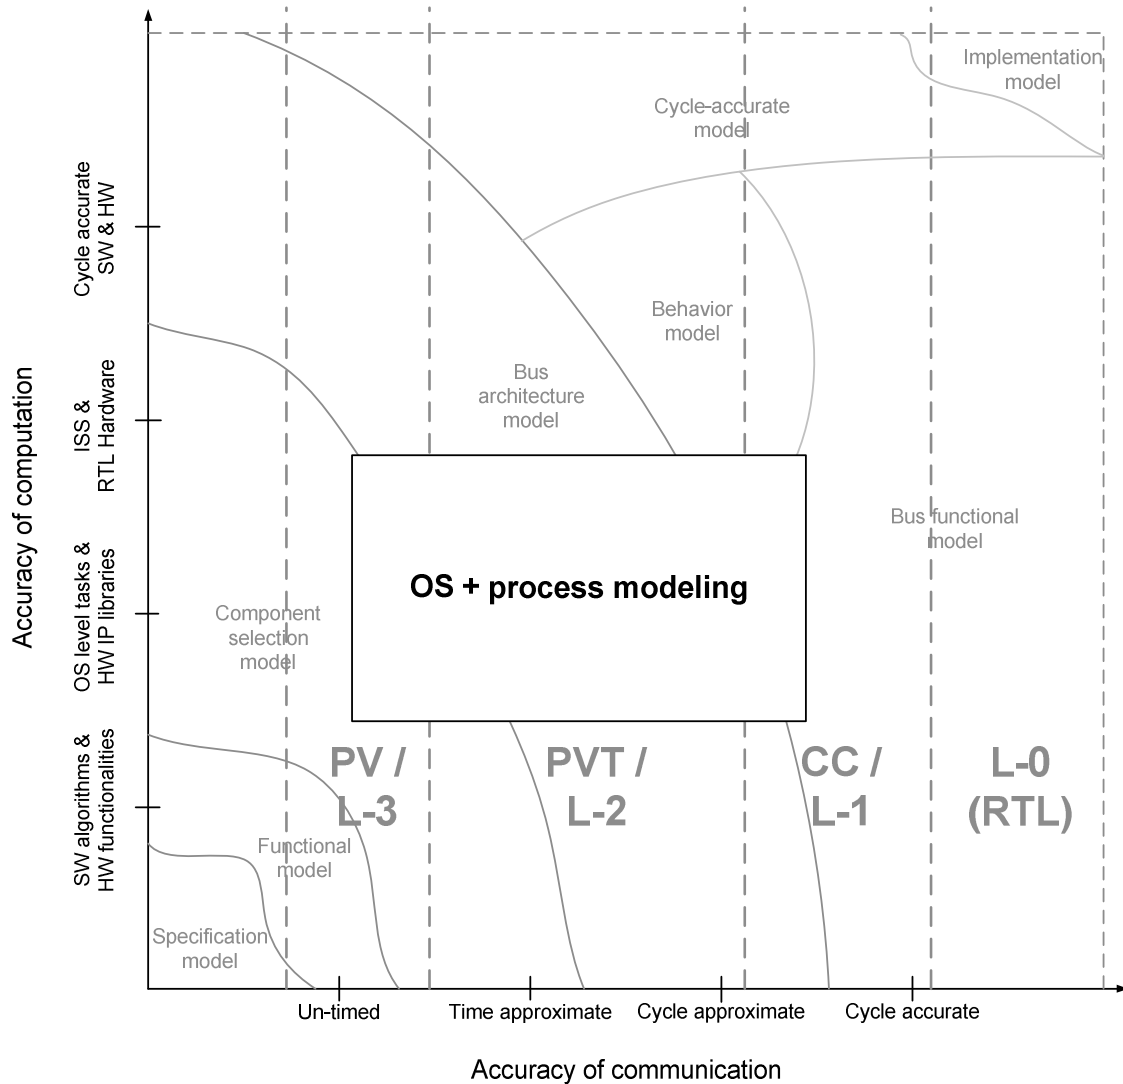 Implementation
model
Cycle-accurate
model
Cycle accurate
SW & HW
Behavior
model
Bus
architecture
model
ISS &
RTL Hardware
Accuracy of computation
Bus functional
model
OS + process modeling
OS level tasks &
HW IP libraries
Component
selection
model
PV /
L-3
PVT /
L-2
CC /
L-1
L-0
(RTL)
SW algorithms &
HW functionalities
Functional
model
Specification
model
Un-timed
Time approximate
Cycle approximate
Cycle accurate
Accuracy of communication